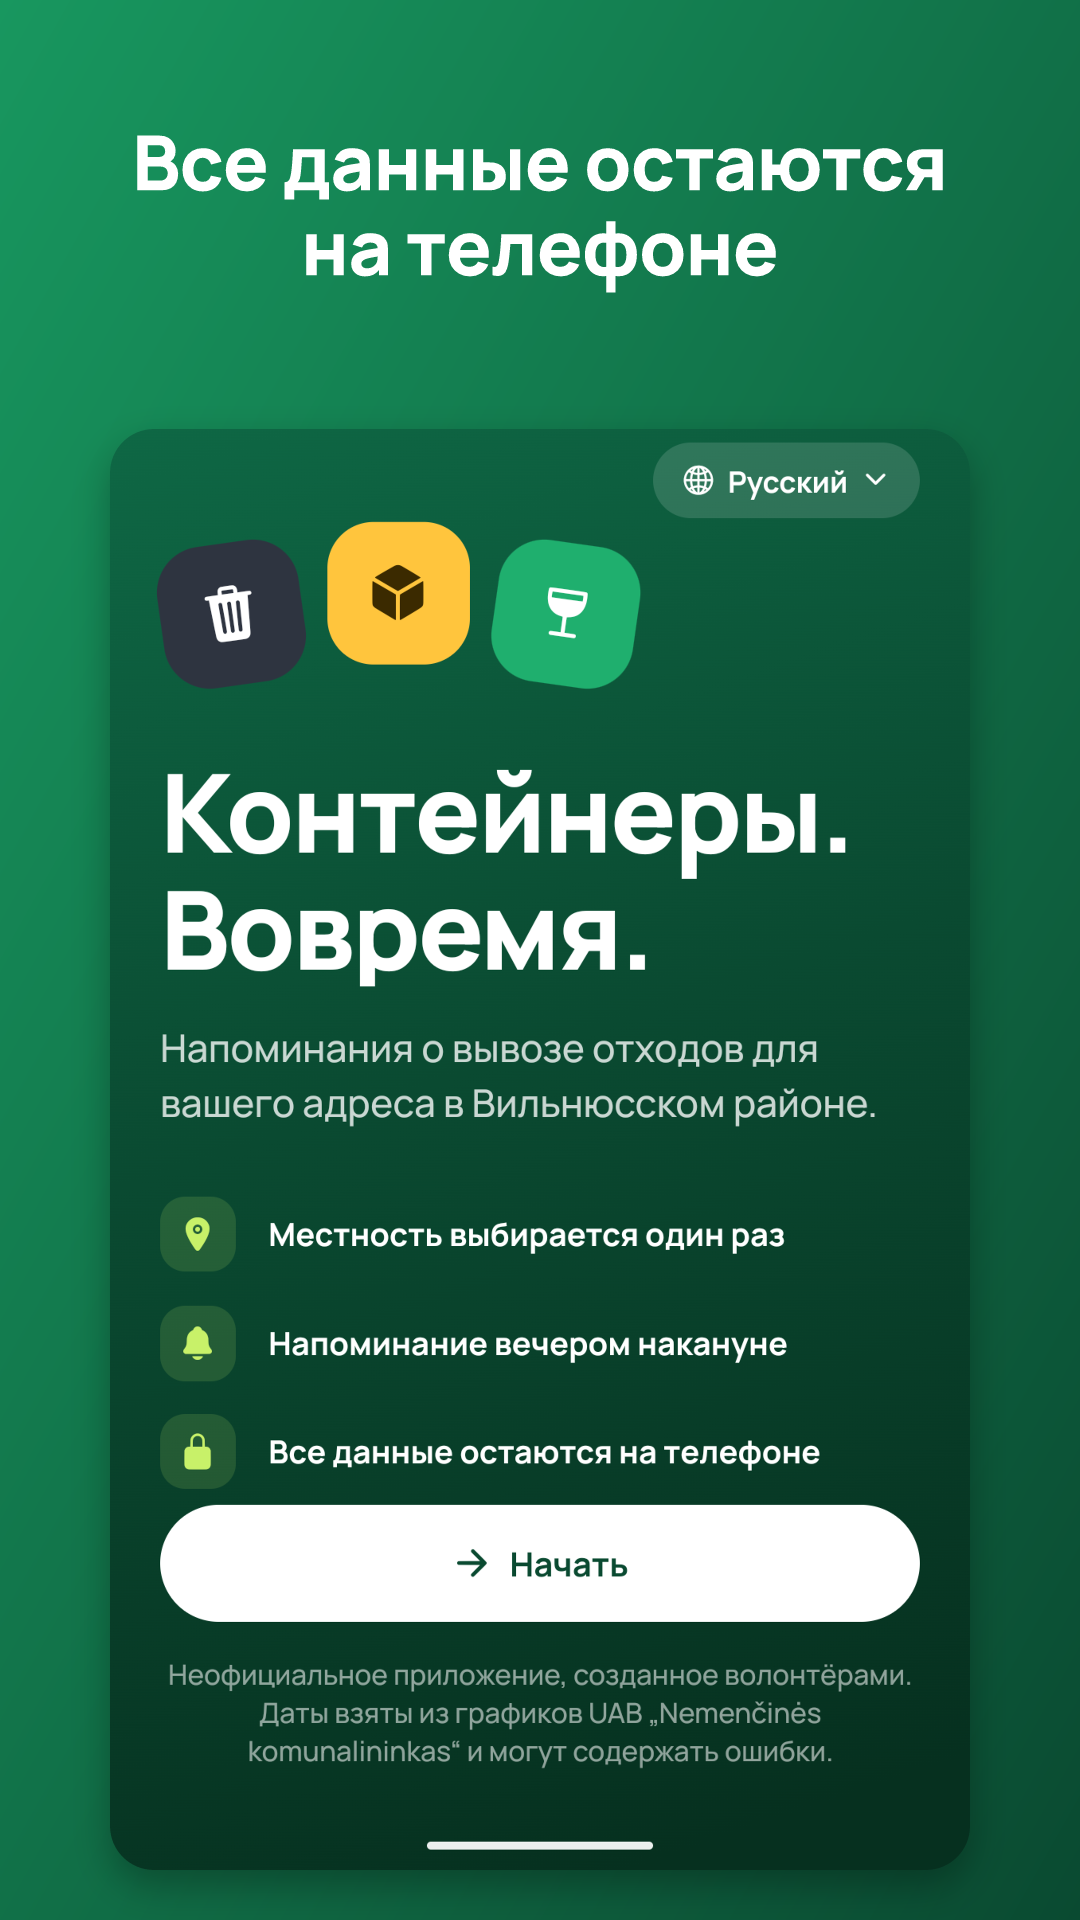 Все данные остаются
на телефоне
Русский
Контейнеры.
Вовремя.
Напоминания о вывозе отходов для
вашего адреса в Вильнюсском районе.
Местность выбирается один раз
Напоминание вечером накануне
Все данные остаются на телефоне
Начать
Неофициальное приложение, созданное волонтёрами.
Даты взяты из графиков UAB „Nemenčinės
komunalininkas“ и могут содержать ошибки.